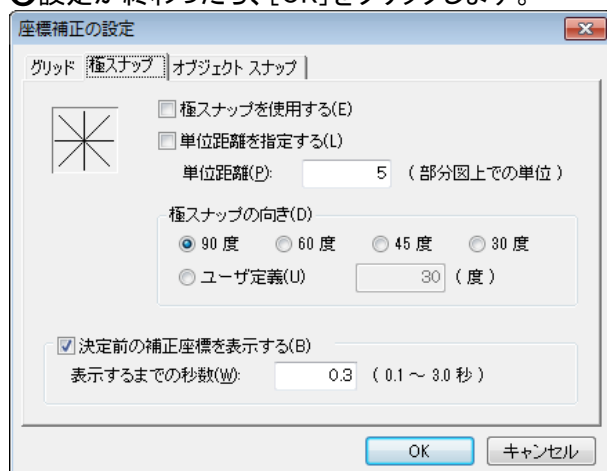 設定が終わったら、[OK]をクリックします。
座標補正の設定
グリッド 極スナップ オブジェクト スナップ
極スナップを使用する(E)
単位距離を指定する(L)
単位距離(P): 5 ( 部分図上での単位 )
極スナップの向き(D)
90 度 60 度 45 度 30 度
ユーザ定義(U) 30 ( 度 )
決定前の補正座標を表示する(B)
表示するまでの秒数(W): 0.3 ( 0.1 ~ 3.0 秒 )
OK キャンセル